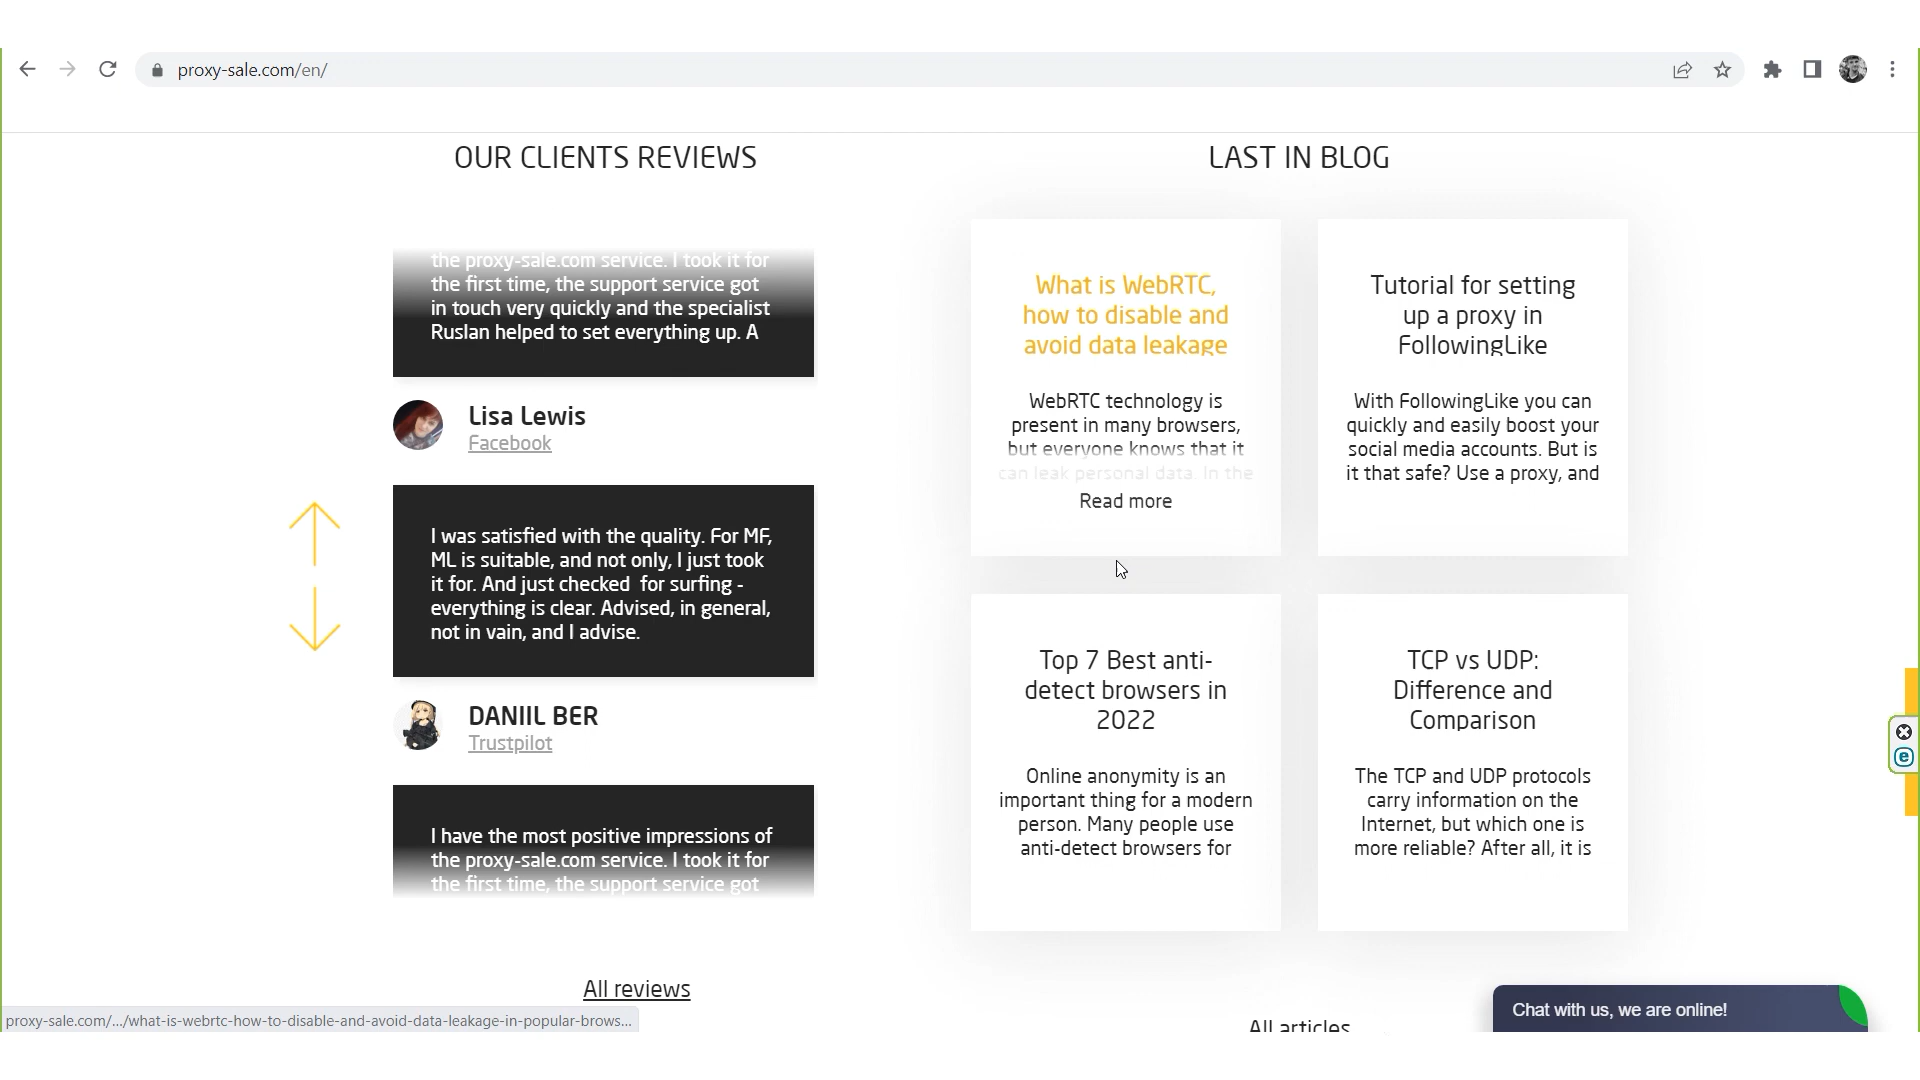 proxy-sale.com/en/
OUR CLIENTS REVIEWS
the proxy-sale.com service. I took it for
the first time, the support service got
in touch very quickly and the specialist
Ruslan helped to set everything up. A
Lisa Lewis
Facebook
I was satisfied with the quality. For MF,
ML is suitable, and not only, I just took
it for. And just checked for surfing -
everything is clear. Advised, in general,
not in vain, and I advise.
DANIIL BER
Trustpilot
I have the most positive impressions of
the proxy-sale.com service. I took it for
the first time, the support service got
All reviews
LAST IN BLOG
What is WebRTC,
how to disable and
avoid data leakage
WebRTC technology is
present in many browsers,
but everyone knows that it
can leak personal data. In the
Read more
Tutorial for setting
up a proxy in
FollowingLike
With FollowingLike you can
quickly and easily boost your
social media accounts. But is
it that safe? Use a proxy, and
Top 7 Best anti-
detect browsers in
2022
Online anonymity is an
important thing for a modern
person. Many people use
anti-detect browsers for
TCP vs UDP:
Difference and
Comparison
The TCP and UDP protocols
carry information on the
Internet, but which one is
more reliable? After all, it is
All articles
Chat with us, we are online!
proxy-sale.com/.../what-is-webrtc-how-to-disable-and-avoid-data-leakage-in-popular-brows...